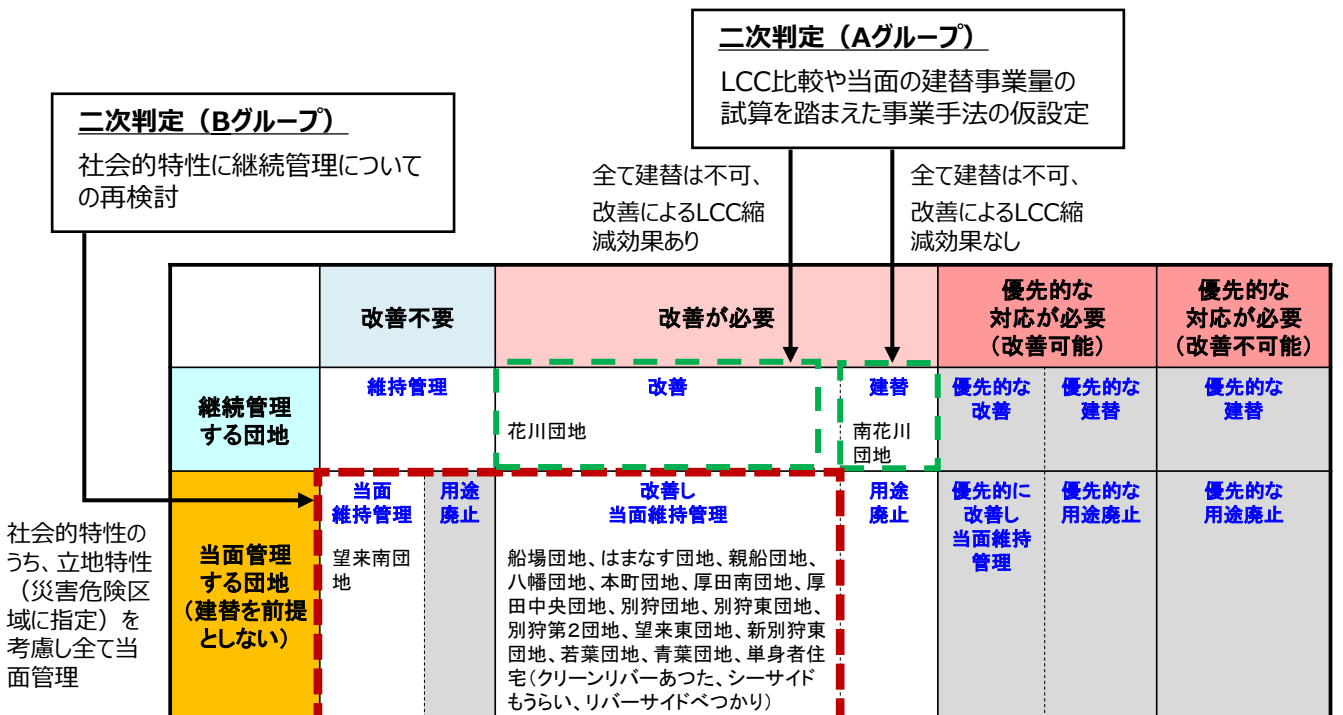 二次判定（Aグループ）
LCC比較や当面の建替事業量の
試算を踏まえた事業手法の仮設定
二次判定（Bグループ）
社会的特性に継続管理について
の再検討
全て建替は不可、
改善によるLCC縮
減効果あり
全て建替は不可、
改善によるLCC縮
減効果なし
改善不要
改善が必要
優先的な
対応が必要
（改善可能）
優先的な
対応が必要
（改善不可能）
継続管理
する団地
維持管理
改善
花川団地
建替
南花川
団地
優先的な
改善
優先的な
建替
優先的な
建替
社会的特性の
うち、立地特性
（災害危険区
域に指定）を
考慮し全て当
面管理
当面管理
する団地
（建替を前提
としない）
当面
維持管理
望来南団
地
用途
廃止
改善し
当面維持管理
船場団地、はまなす団地、親船団地、
八幡団地、本町団地、厚田南団地、厚
田中央団地、別狩団地、別狩東団地、
別狩第２団地、望来東団地、新別狩東
団地、若葉団地、青葉団地、単身者住
宅（クリーンリバーあつた、シーサイド
もうらい、リバーサイドべつかり）
用途
廃止
優先的に
改善し
当面維持
管理
優先的な
用途廃止
優先的な
用途廃止